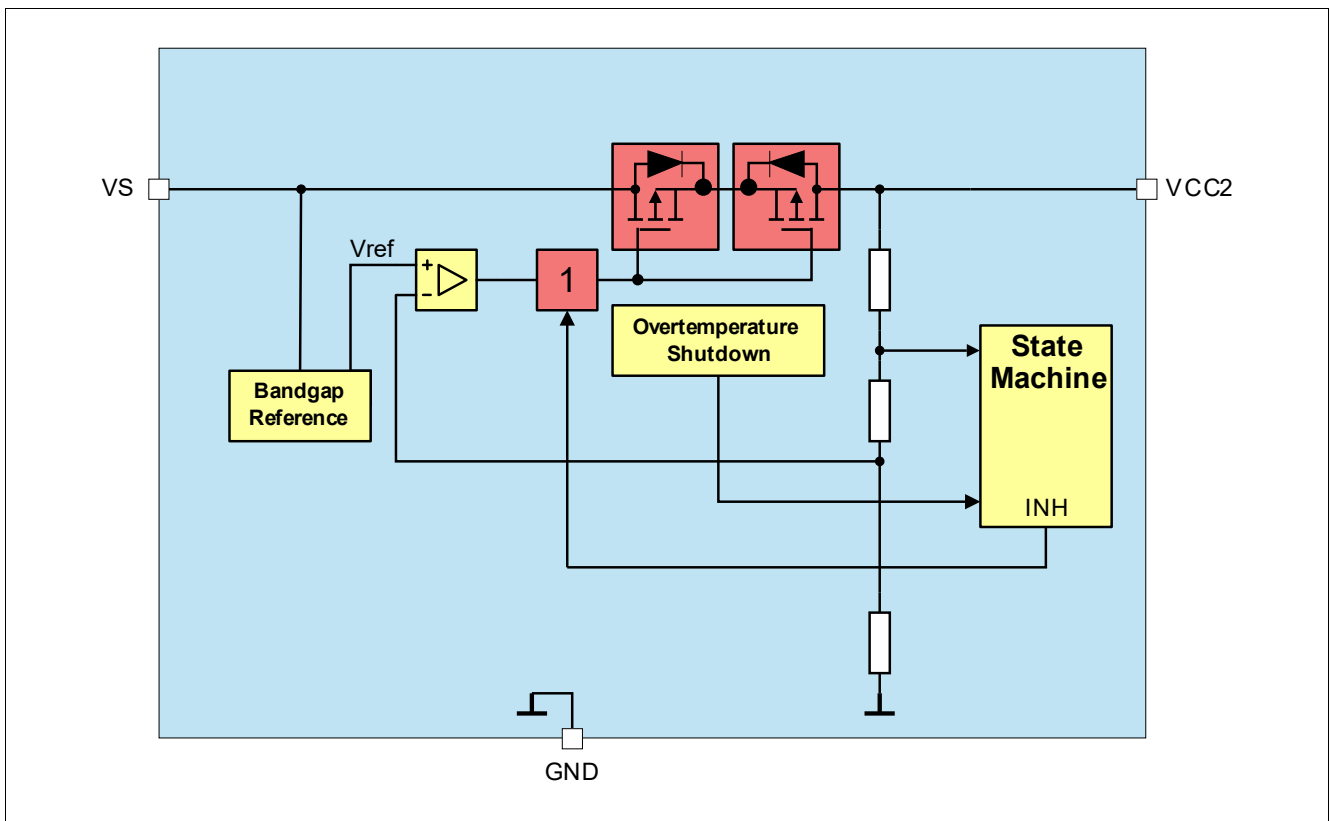 VS
VCC2
Vref
+
-
1
Overtemperature
Shutdown
State
Machine
Bandgap
Reference
INH
GND